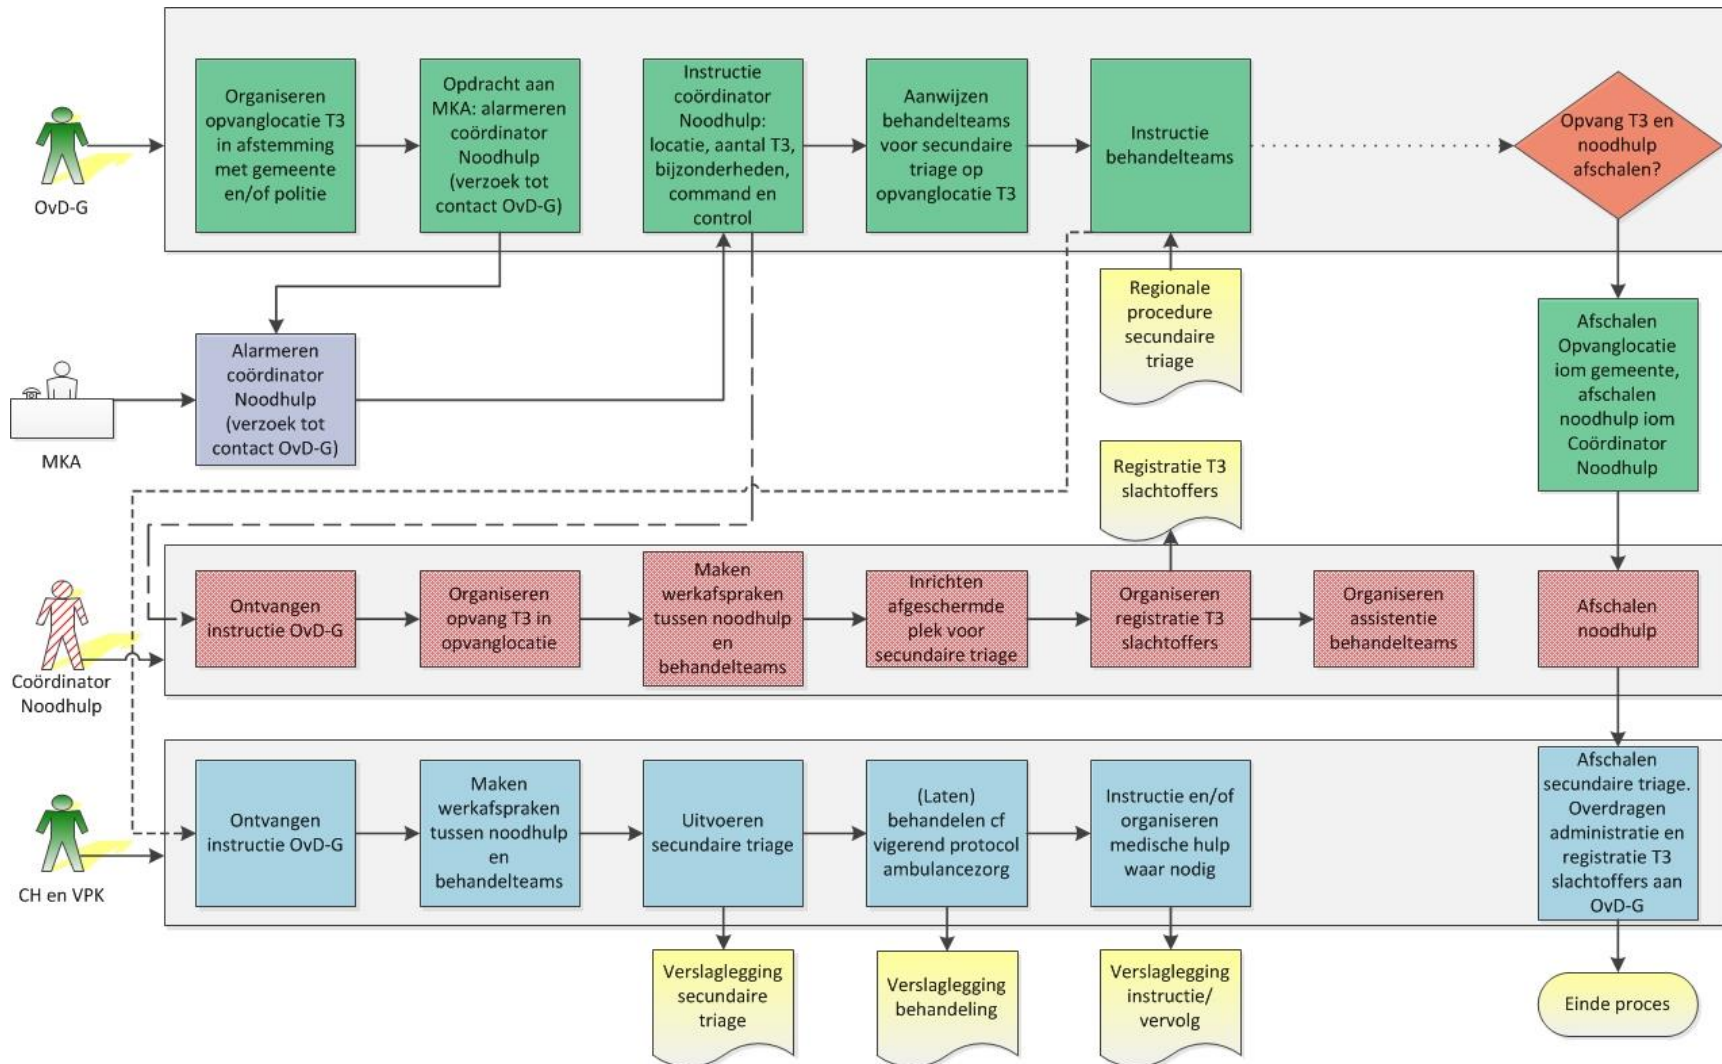 Organiseren
opvanglocatie T3
in afstemming
met gemeente
en/of politie
Opdracht aan
MKA: alarmeren
coördinator
Noodhulp
(verzoek tot
contact OvD-G)
Instructie
coördinator
Noodhulp:
locatie, aantal T3,
bijzonderheden,
command en
control
Aanwijzen
behandelteams
voor secundaire
triage op
opvanglocatie T3
Instructie
behandelteams
Opvang T3 en
noodhulp
afschalen?
OvD-G
Regionale
procedure
secundaire
triage
Afschalen
Opvanglocatie
iom gemeente,
afschalen
noodhulp iom
Coördinator
Noodhulp
Alarmeren
coördinator
Noodhulp
(verzoek tot
contact OvD-G)
MKA
Registratie T3
slachtoffers
Ontvangen
instructie OvD-G
Organiseren
opvang T3 in
opvanglocatie
Maken
werkafspraken
tussen noodhulp
en
behandelteams
Inrichten
afgeschermde
plek voor
secundaire triage
Organiseren
registratie T3
slachtoffers
Organiseren
assistentie
behandelteams
Afschalen
noodhulp
Coördinator
Noodhulp
Ontvangen
instructie OvD-G
Maken
werkafspraken
tussen noodhulp
en
behandelteams
Uitvoeren
secundaire triage
(Laten)
behandelen cf
vigerend protocol
ambulancezorg
Instructie en/of
organiseren
medische hulp
waar nodig
Afschalen
secundaire triage.
Overdragen
administratie en
registratie T3
slachtoffers aan
OvD-G
CH en VPK
Verslaglegging
secundaire
triage
Verslaglegging
behandeling
Verslaglegging
instructie/
vervolg
Einde proces